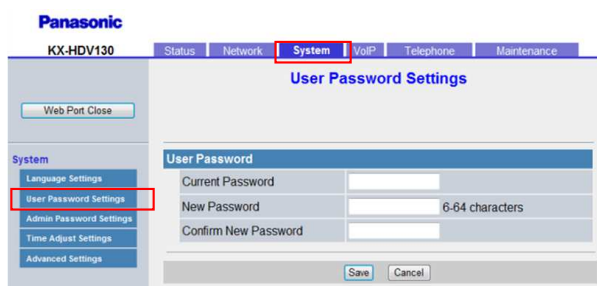 Panasonic
KX-HDV130
Status Network System VoIP Telephone Maintenance
User Password Settings
Web Port Close
System
Language Settings
User Password Settings
Admin Password Settings
Time Adjust Settings
Advanced Settings
User Password
Current Password
New Password 6-64 characters
Confirm New Password
Save Cancel